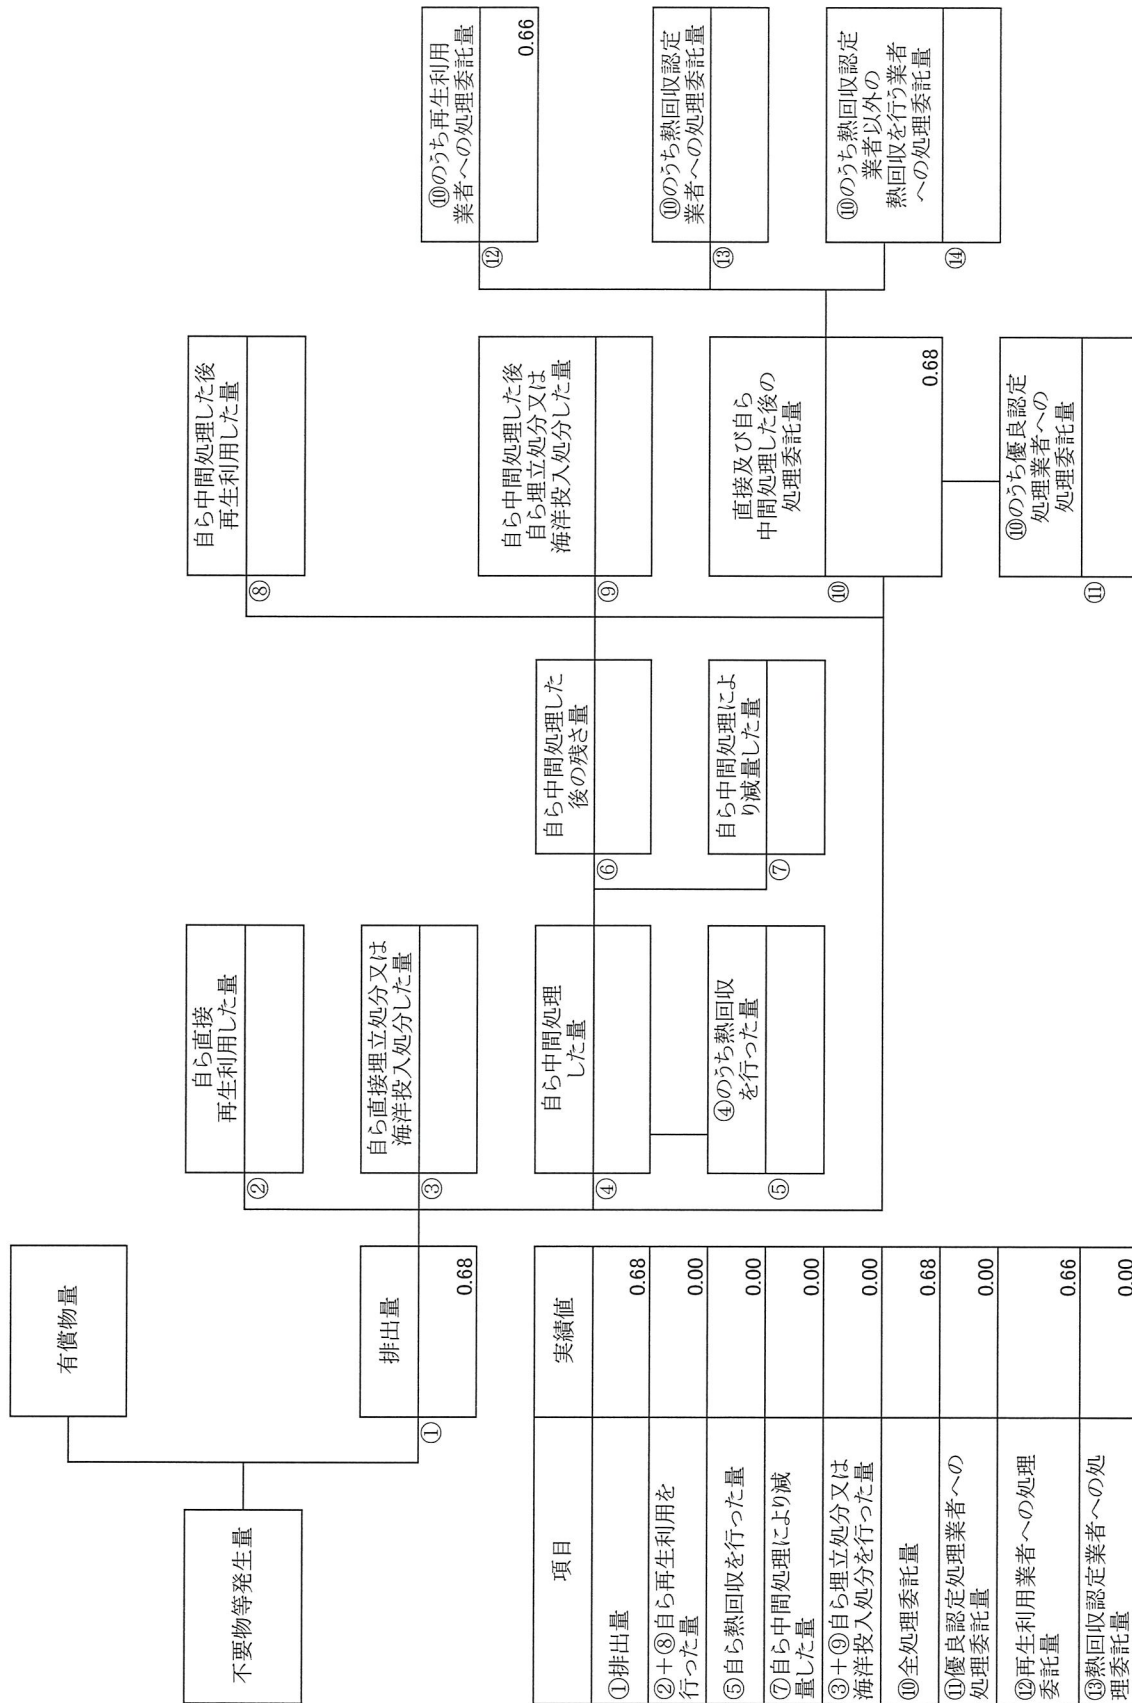 有償物量
不要物等発生量
排出量
①
0.68
自ら直接
再生利用した量
②
自ら直接埋立処分又は
海洋投入処分した量
③
自ら中間処理
した量
④
④のうち熱回収
を行った量
⑤
自ら中間処理した
後の残さ量
⑥
自ら中間処理によ
り減量した量
⑦
自ら中間処理した後
再生利用した量
⑧
自ら中間処理した後
自ら埋立処分又は
海洋投入処分した量
⑨
直接及び自ら
中間処理した後の
処理委託量
⑩
0.68
⑩のうち優良認定
処理業者への
処理委託量
⑪
⑩のうち再生利用
業者への処理委託量
⑫
0.66
⑩のうち熱回収認定
業者への処理委託量
⑬
⑩のうち熱回収認定
業者以外の
熱回収を行う業者
への処理委託量
⑭
項目 実績値
①排出量 0.68
②+⑧自ら再生利用を
行った量 0.00
⑤自ら熱回収を行った量 0.00
⑦自ら中間処理により減
量した量 0.00
③+⑨自ら埋立処分又は
海洋投入処分を行った量 0.00
⑩全処理委託量 0.68
⑪優良認定処理業者への
処理委託量 0.00
⑫再生利用業者への処理
委託量 0.66
⑬熱回収認定業者への処
理委託量 0.00